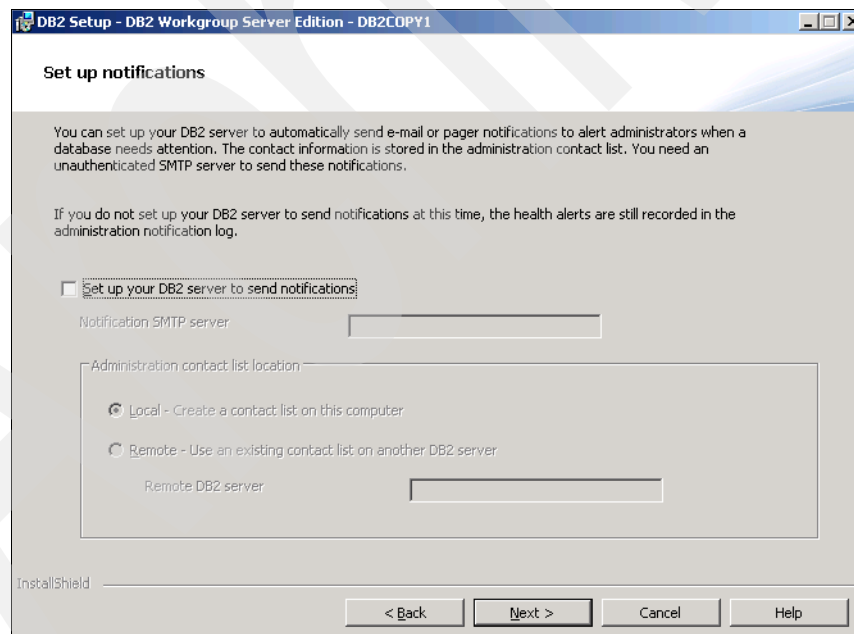 DB2 Setup - DB2 Workgroup Server Edition - DB2COPY1
Set up notifications
You can set up your DB2 server to automatically send e-mail or pager notifications to alert administrators when a
database needs attention. The contact information is stored in the administration contact list. You need an
unauthenticated SMTP server to send these notifications.
If you do not set up your DB2 server to send notifications at this time, the health alerts are still recorded in the
administration notification log.
Set up your DB2 server to send notifications
Notification SMTP server
Administration contact list location
Local - Create a contact list on this computer
Remote - Use an existing contact list on another DB2 server
Remote DB2 server
InstallShield
< Back Next > Cancel Help